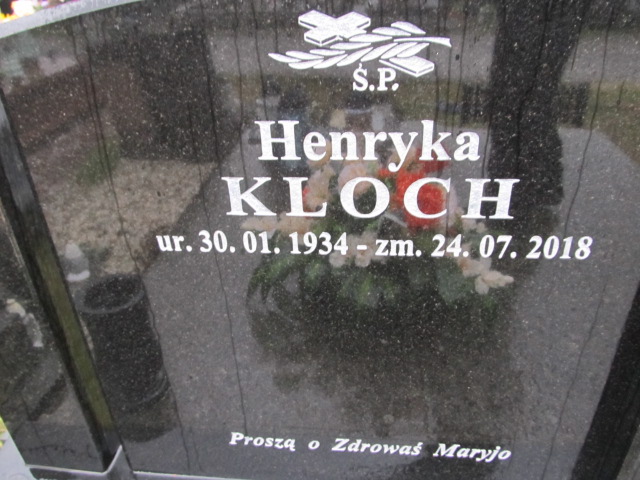 Ś.P.
Henryka
KLOCH
ur. 30. 01. 1934 - zm. 24. 07. 2018
Proszą o Zdrowaś Maryjo